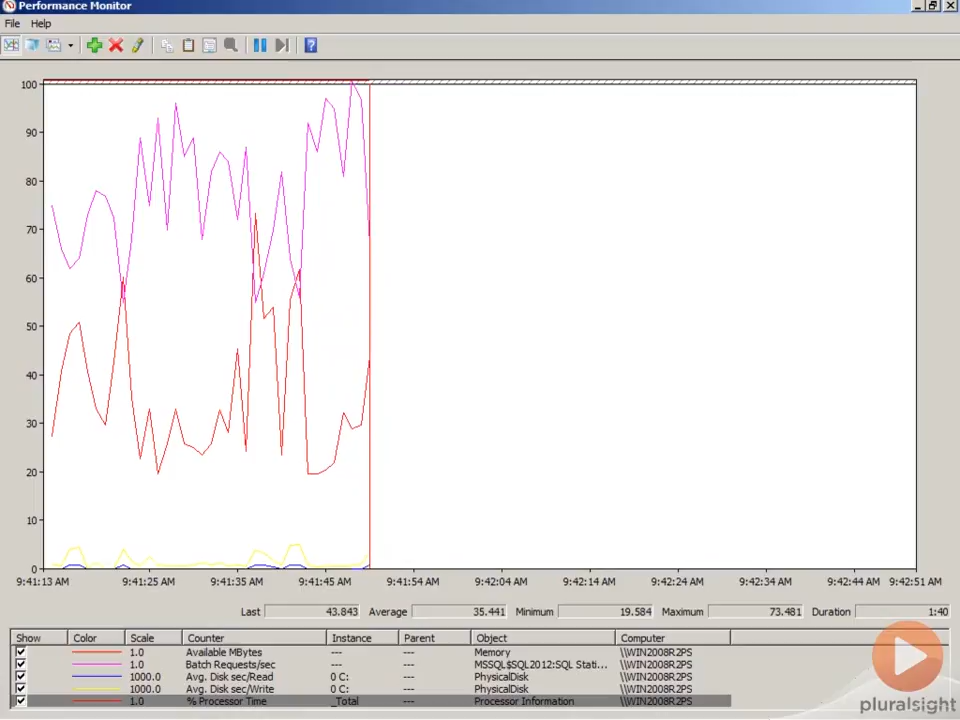 Performance Monitor
File Help
100
90
80
70
60
50
40
30
20
10
0
9:41:13 AM 9:41:25 AM 9:41:35 AM 9:41:45 AM 9:41:54 AM 9:42:04 AM 9:42:14 AM 9:42:24 AM 9:42:34 AM 9:42:44 AM 9:42:51 AM
Last 43.843 Average 35.441 Minimum 19.584 Maximum 73.481 Duration 1:40
Show Color Scale Counter Instance Parent Object Computer
1.0 Available MBytes --- --- Memory \\WIN2008R2PS
1.0 Batch Requests/sec --- --- MSSQL$SQL2012:SQL Stati... \\WIN2008R2PS
1000.0 Avg. Disk sec/Read 0 C: --- PhysicalDisk \\WIN2008R2PS
1000.0 Avg. Disk sec/Write 0 C: --- PhysicalDisk \\WIN2008R2PS
1.0 % Processor Time _Total --- Processor Information \\WIN2008R2PS
pluralsight